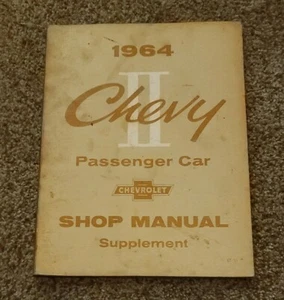 1964
Chevy II
Passenger Car
CHEVROLET
SHOP MANUAL
Supplement